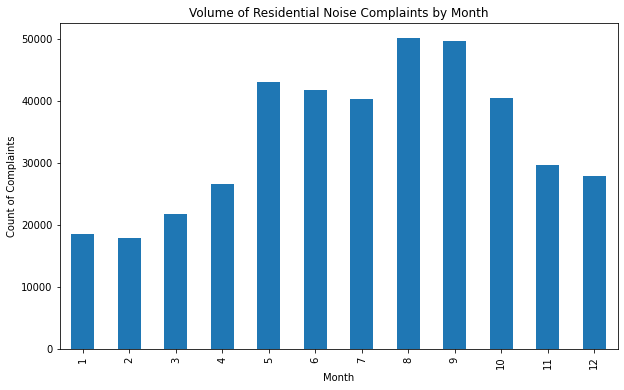 Volume of Residential Noise Complaints by Month
Count of Complaints
50000
40000
30000
20000
10000
0
1 2 3 4 5 6 7 8 9 10 11 12
Month